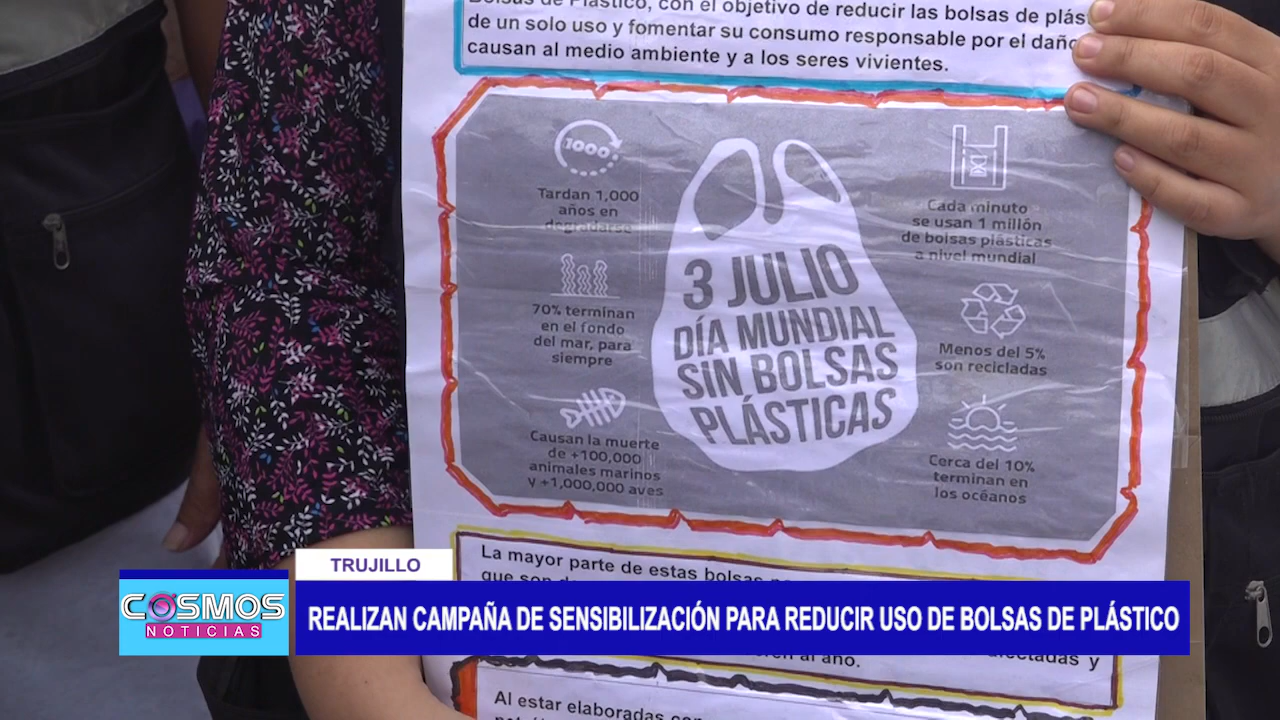 Bolsas de Plástico, con el objetivo de reducir las bolsas de
de un solo uso y fomentar su consumo responsable por el daño
causan al medio ambiente y a los seres vivientes.
1000
Tardan 1,000
años en
degradarse
70% terminan
en el fondo
del mar, para
siempre
Causan la muerte
de +100,000
animales marinos
y +1,000,000 aves
3 JULIO
DÍA MUNDIAL
SiN BOLSAS
PLÁSTICAS
Cada minuto
se usan 1 millón
de bolsas plásticas
a nivel mundial
Menos del 5%
son recicladas
Cerca del 10%
terminan en
los océanos
La mayor parte de estas bolsas
que son
y
al año.
Al estar elaboradas
TRUJILLO
COSMOS
NOTICIAS
REALIZAN CAMPAÑA DE SENSIBILIZACIÓN PARA REDUCIR USO DE BOLSAS DE PLÁSTICO